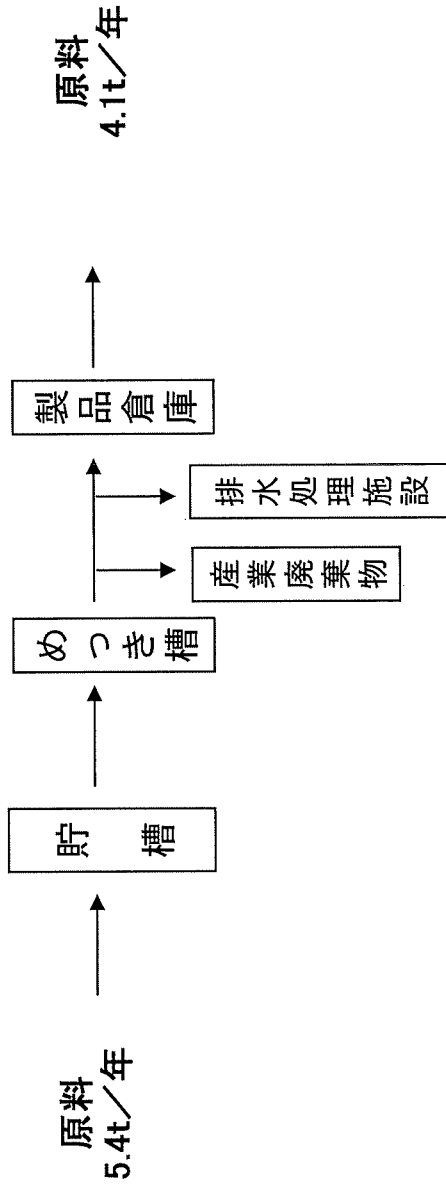 原料
5.4t／年
貯槽
めっき槽
産業廃棄物
排水処理施設
製品倉庫
原料
4.1t／年